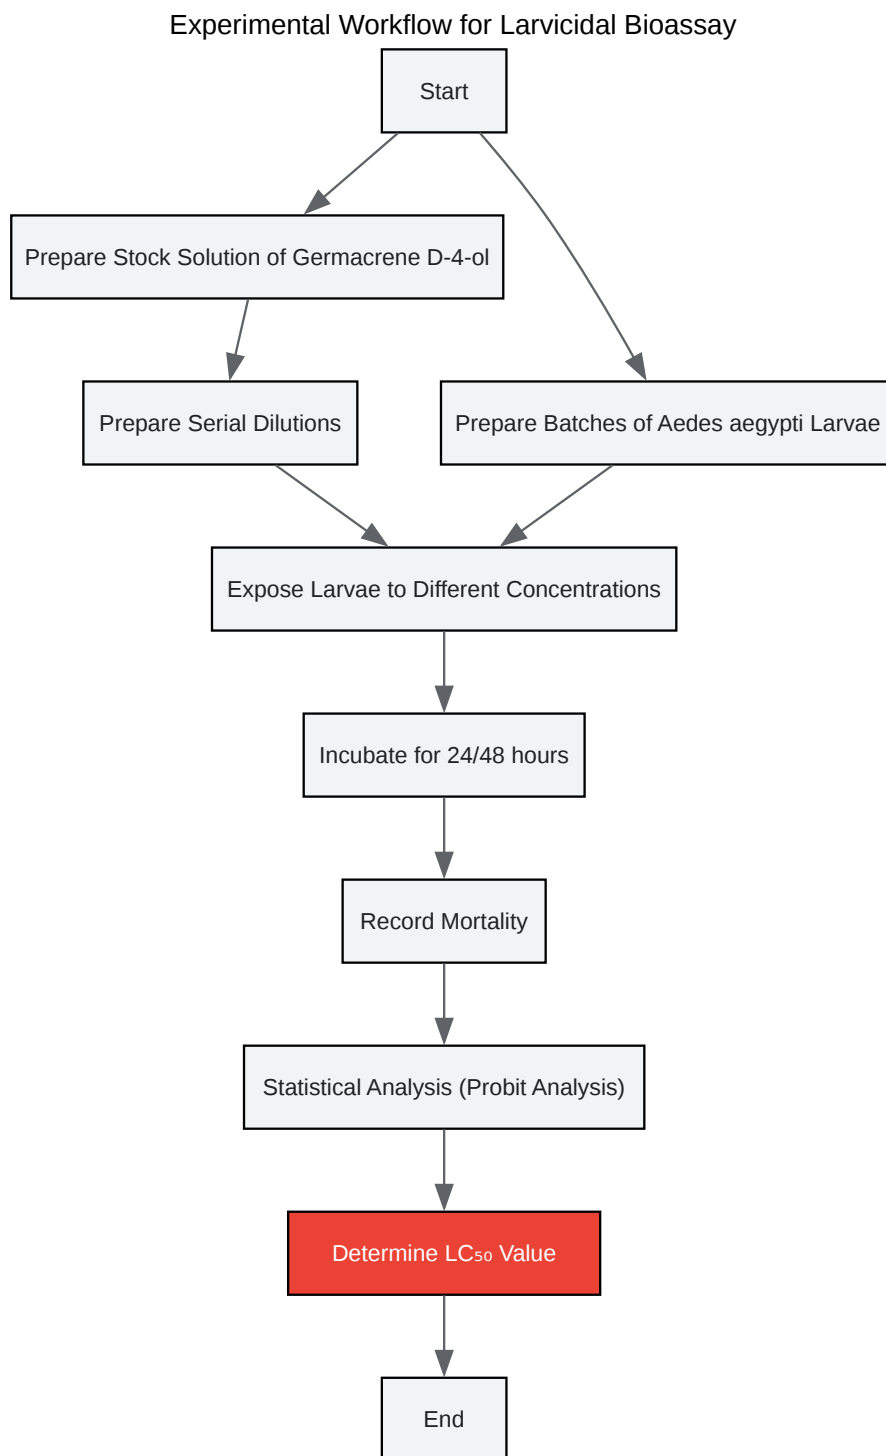 Experimental Workflow for Larvicidal Bioassay
Start
Prepare Stock Solution of Germacrene D-4-ol
Prepare Serial Dilutions
Prepare Batches of Aedes aegypti Larvae
Expose Larvae to Different Concentrations
Incubate for 24/48 hours
Record Mortality
Statistical Analysis (Probit Analysis)
Determine LC₅₀ Value
End